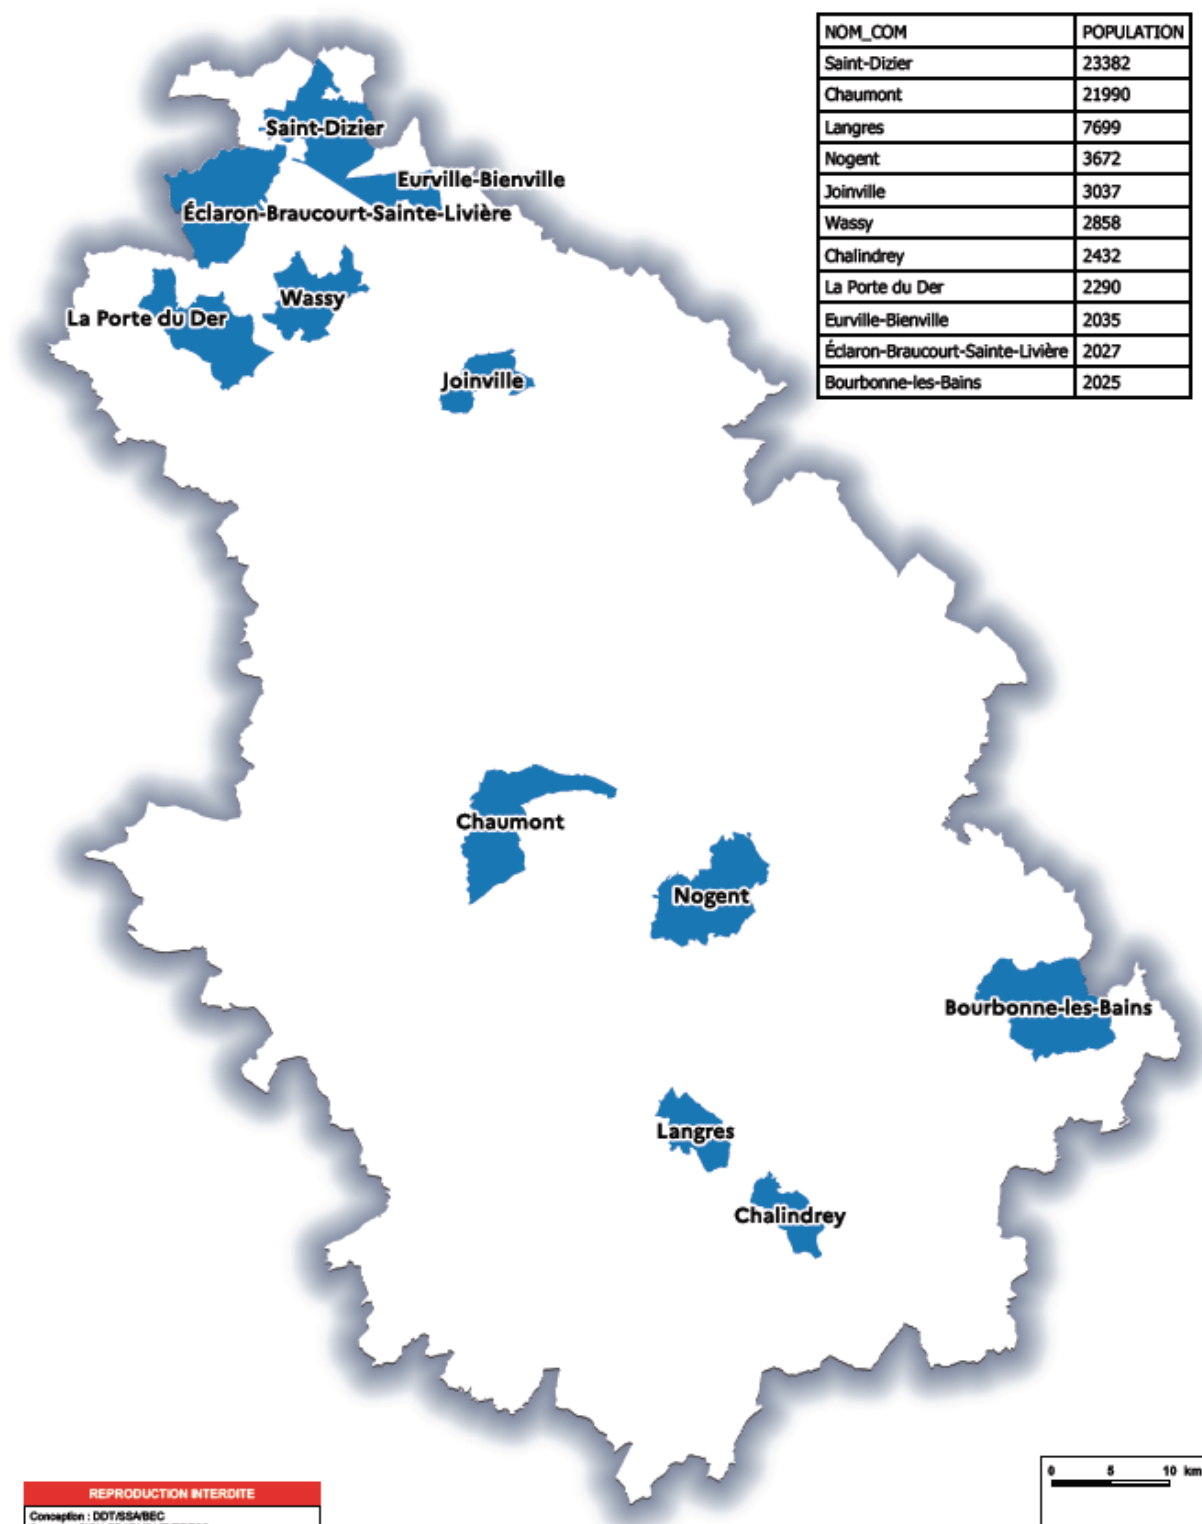 NOM_COM POPULATION
Saint-Dizier 23382
Chaumont 21990
Langres 7699
Nogent 3672
Joinville 3037
Wassy 2858
Chalindrey 2432
La Porte du Der 2290
Eurville-Bienville 2035
Éclaron-Braucourt-Sainte-Livière 2027
Bourbonne-les-Bains 2025
Saint-Dizier
Eurville-Bienville
Éclaron-Braucourt-Sainte-Livière
Wassy
La Porte du Der
Joinville
Chaumont
Nogent
Bourbonne-les-Bains
Langres
Chalindrey
0 5 10 km
REPRODUCTION INTERDITE
Conception : DDT/SSA/BEC